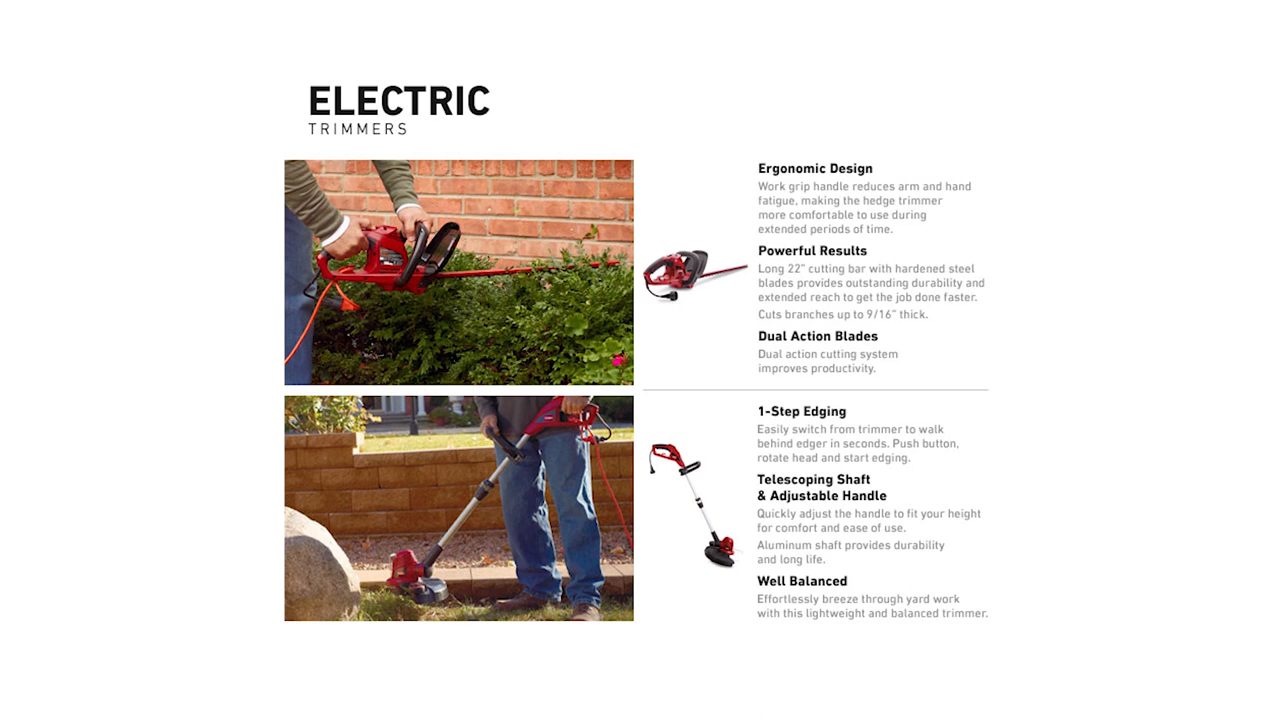 ELECTRIC
TRIMMERS
Ergonomic Design
Work grip handle reduces arm and hand
fatigue, making the hedge trimmer
more comfortable to use during
extended periods of time.
Powerful Results
Long 22" cutting bar with hardened steel
blades provides outstanding durability and
extended reach to get the job done faster.
Cuts branches up to 9/16" thick.
Dual Action Blades
Dual action cutting system
improves productivity.
1-Step Edging
Easily switch from trimmer to walk
behind edger in seconds. Push button,
rotate head and start edging.
Telescoping Shaft
& Adjustable Handle
Quickly adjust the handle to fit your height
for comfort and ease of use.
Aluminum shaft provides durability
and long life.
Well Balanced
Effortlessly breeze through yard work
with this lightweight and balanced trimmer.